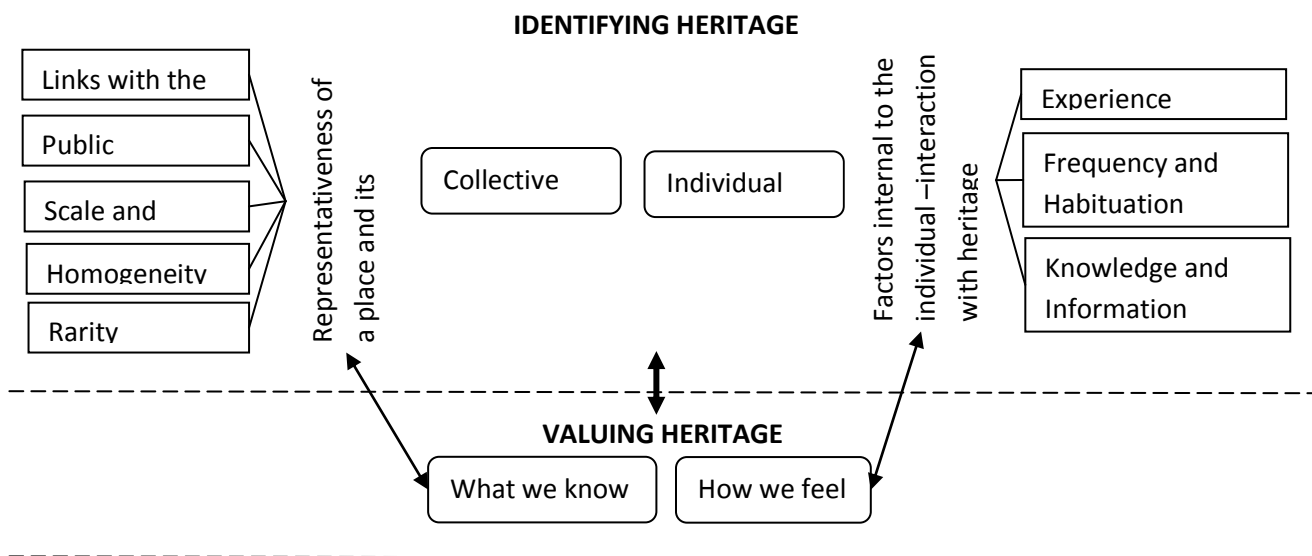 IDENTIFYING HERITAGE
Links with the
Public
Scale and
Homogeneity
Rarity
Representativeness of
a place and its
Collective
Individual
Factors internal to the
individual –interaction
with heritage
Experience
Frequency and
Habituation
Knowledge and
Information
VALUING HERITAGE
What we know
How we feel